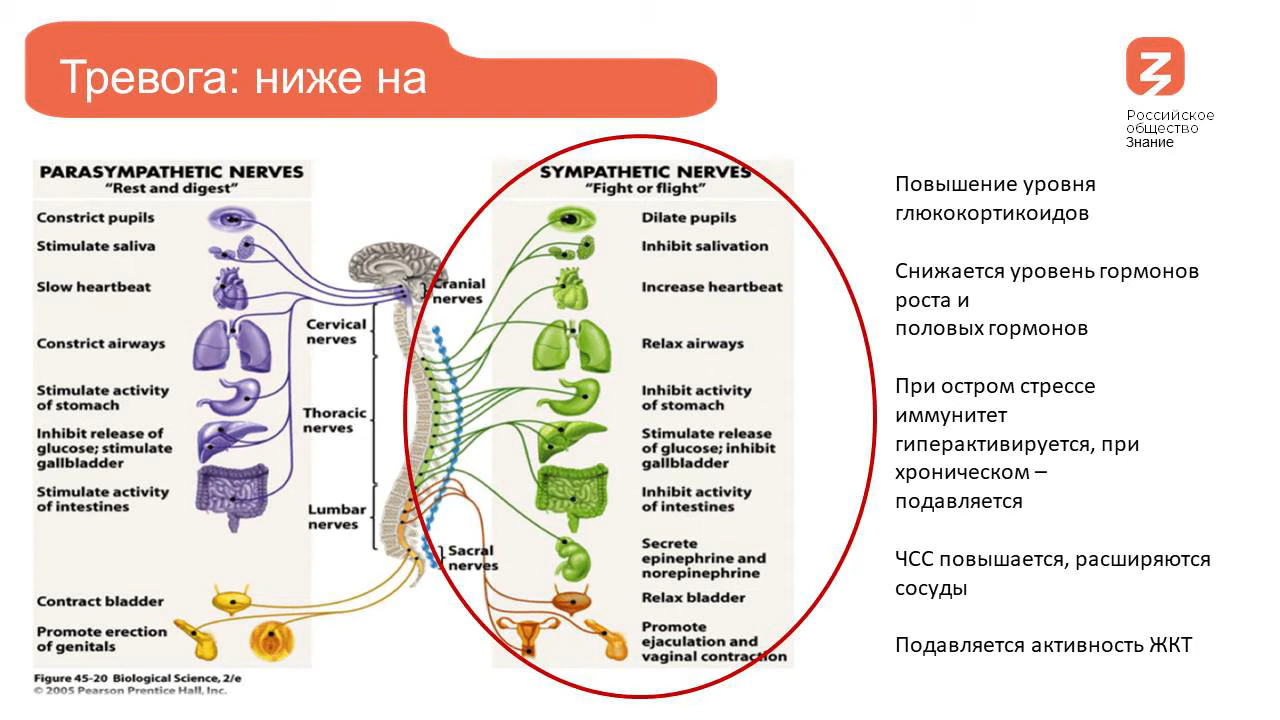 Тревога: ниже на
Российское
общество
Знание
PARASYMPATHETIC NERVES
"Rest and digest"
Constrict pupils
Stimulate saliva
Slow heartbeat
Constrict airways
Stimulate activity
of stomach
Inhibit release of
glucose; stimulate
gallbladder
Stimulate activity
of intestines
Contract bladder
Promote erection
of genitals
Cranial
nerves
Cervical
nerves
Thoracic
nerves
Lumbar
nerves
Sacral
nerves
SYMPATHETIC NERVES
"Fight or flight"
Dilate pupils
Inhibit salivation
Increase heartbeat
Relax airways
Inhibit activity
of stomach
Stimulate release
of glucose; inhibit
gallbladder
Inhibit activity
of intestines
Secrete
epinephrine and
norepinephrine
Relax bladder
Promote
ejaculation and
vaginal contraction
Figure 45-20 Biological Science, 2/e
© 2005 Pearson Prentice Hall, Inc.
Повышение уровня
глюкокортикоидов
Снижается уровень гормонов
роста и
половых гормонов
При остром стрессе
иммунитет
гиперактивируется, при
хроническом –
подавляется
ЧСС повышается, расширяются
сосуды
Подавляется активность ЖКТ